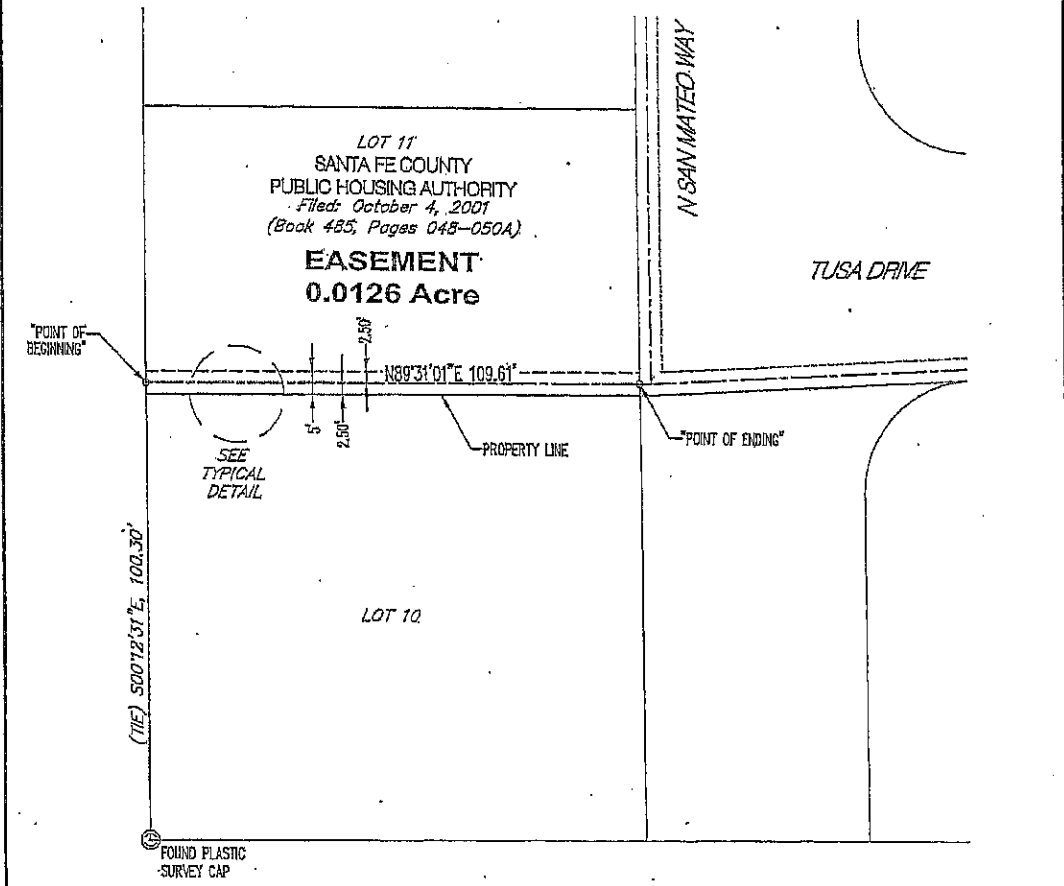 N SAN MATEO WAY
LOT 11
SANTA FE COUNTY
PUBLIC HOUSING AUTHORITY
Filed: October 4, 2001
(Book 485, Pages 048-050A)
EASEMENT
0.0126 Acre
TUSA DRIVE
"POINT OF
BEGINNING"
2.50'
N89°31'01"E 109.61'
5'
2.50'
PROPERTY LINE
"POINT OF ENDING"
SEE
TYPICAL
DETAIL
(TIE) S00°12'31"E, 100.30'
LOT 10
FOUND PLASTIC
SURVEY CAP